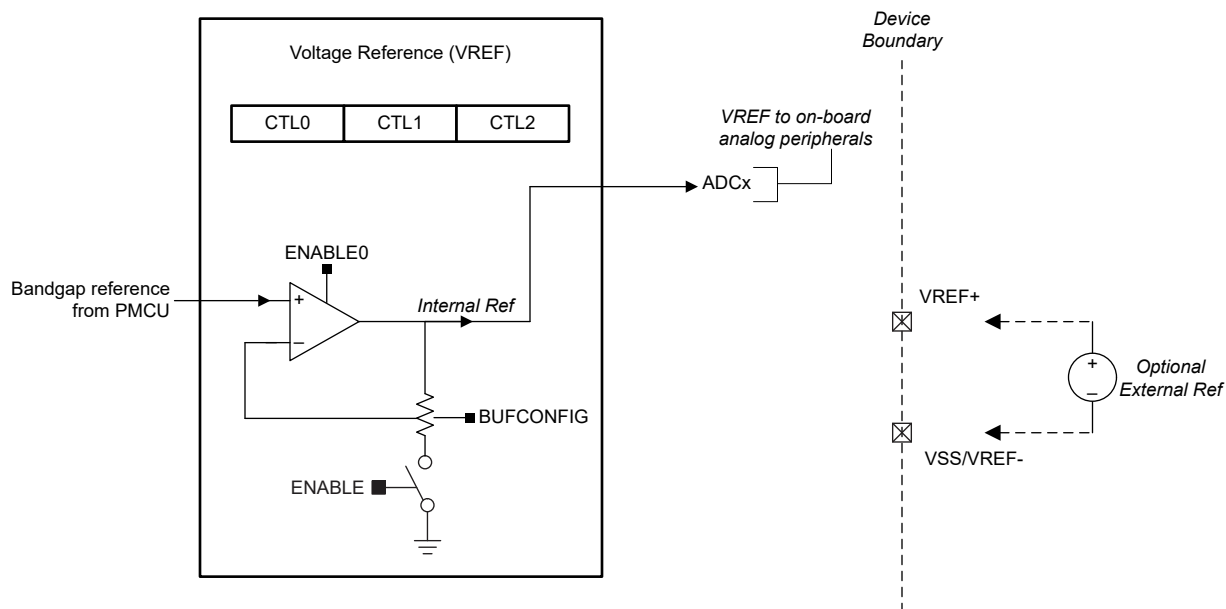 Device
Boundary
Voltage Reference (VREF)
CTL0 CTL1 CTL2
VREF to on-board
analog peripherals
ADCx
ENABLE0
Bandgap reference
from PMCU
+
−
Internal Ref
BUFCONFIG
ENABLE
VREF+
+
−
Optional
External Ref
VSS/VREF-